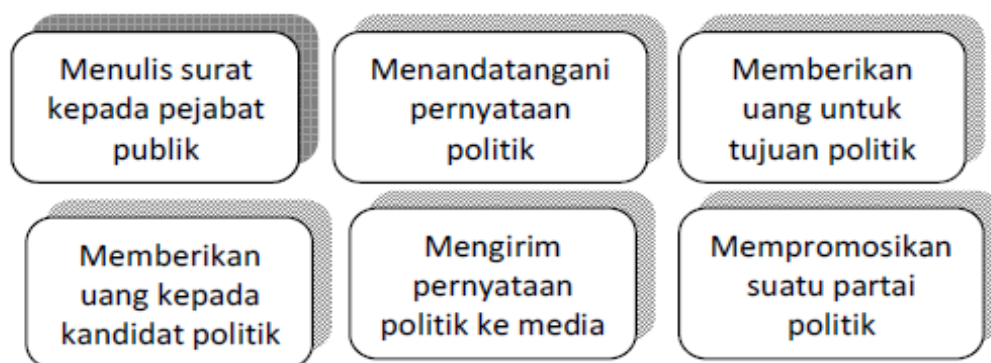 Menulis surat
kepada pejabat
publik
Menandatangani
pernyataan
politik
Memberikan
uang untuk
tujuan politik
Memberikan
uang kepada
kandidat politik
Mengirim
pernyataan
politik ke media
Mempromosikan
suatu partai
politik